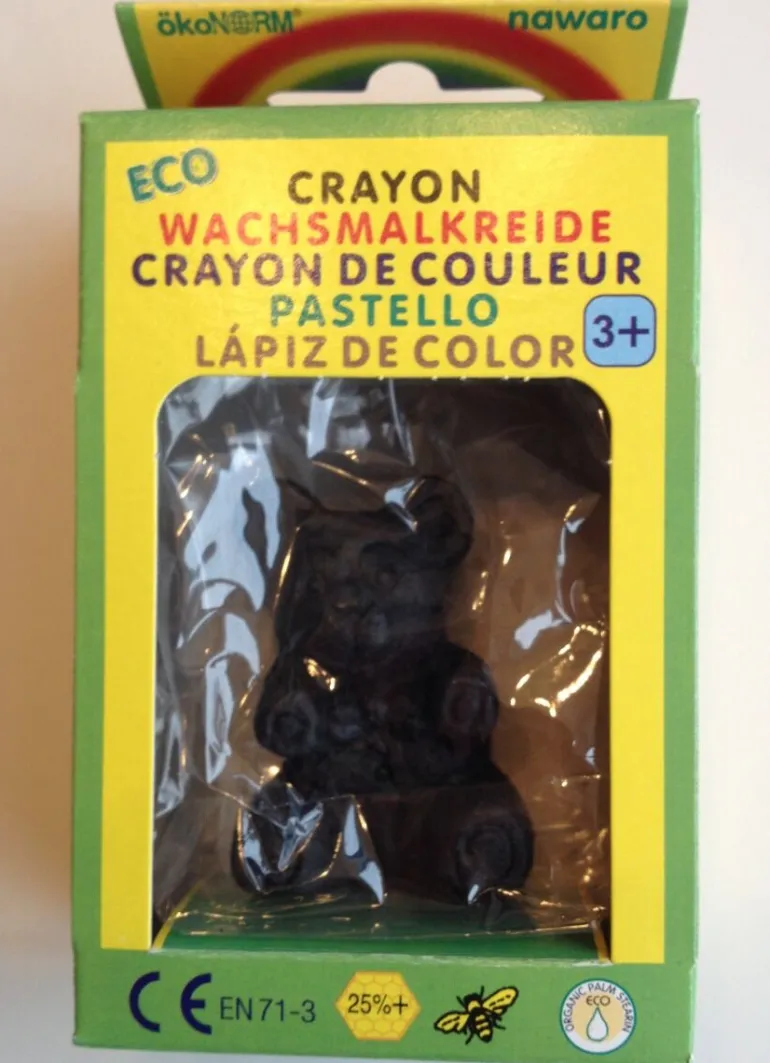 ökoNORM®
nawaro
ECO
CRAYON
WACHSMALKREIDE
CRAYON DE COULEUR
PASTELLO
LÁPIZ DE COLOR
3+
CE EN 71-3
25%+
ORGANIC PALM STEARIN
ECO